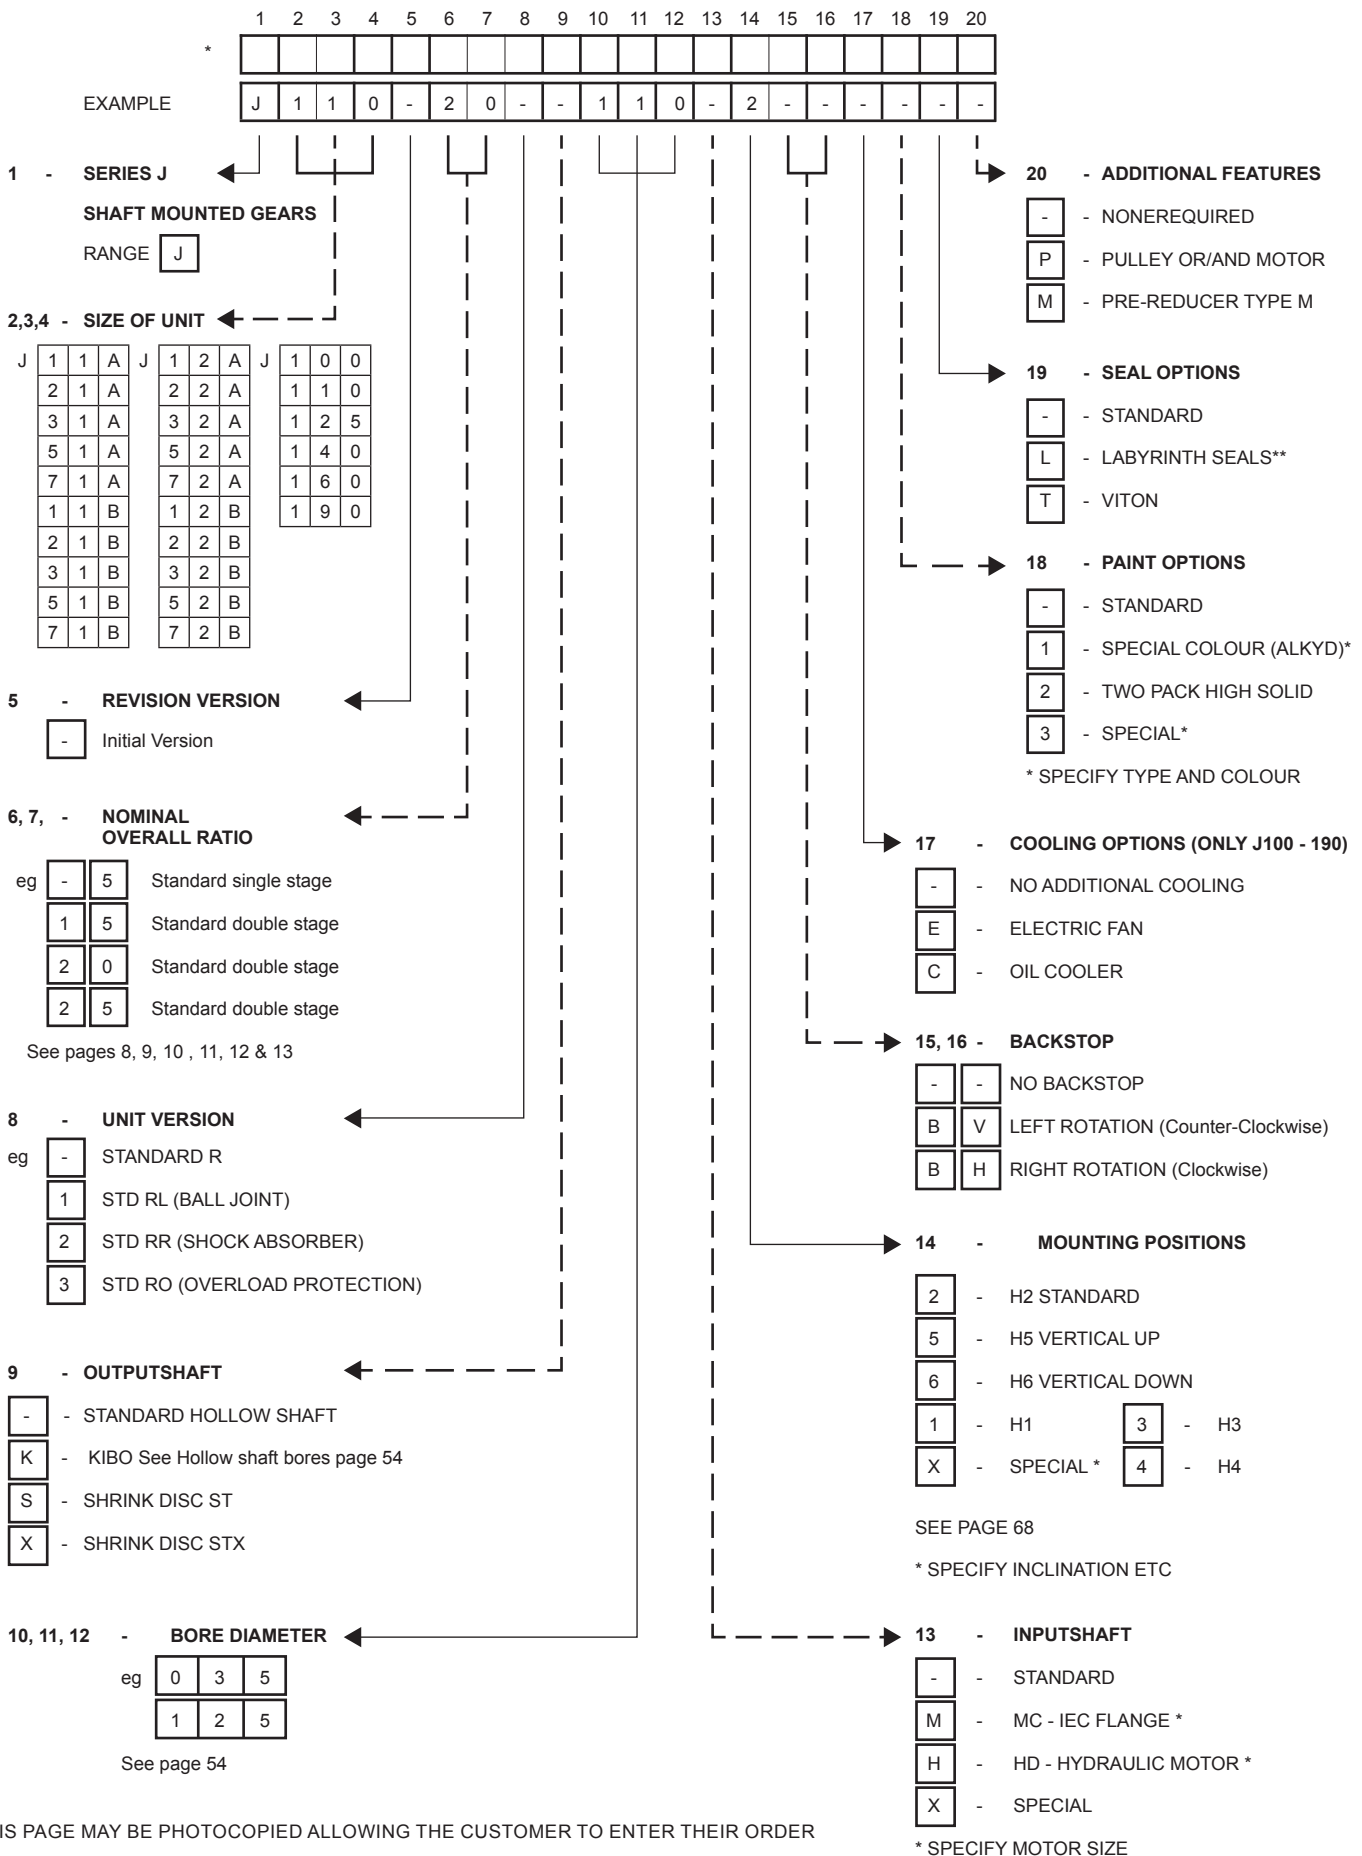 1 2 3 4 5 6 7 8 9 10 11 12 13 14 15 16 17 18 19 20
*
EXAMPLE J 1 1 0 - 2 0 - - 1 1 0 - 2 - - - - - -
1 - SERIES J
SHAFT MOUNTED GEARS
RANGE J
2,3,4 - SIZE OF UNIT
J 1 1 A J 1 2 A J 1 0 0
2 1 A 2 2 A 1 1 0
3 1 A 3 2 A 1 2 5
5 1 A 5 2 A 1 4 0
7 1 A 7 2 A 1 6 0
1 1 B 1 2 B 1 9 0
2 1 B 2 2 B
3 1 B 3 2 B
5 1 B 5 2 B
7 1 B 7 2 B
5 - REVISION VERSION
- Initial Version
6, 7, - NOMINAL
OVERALL RATIO
eg - 5 Standard single stage
1 5 Standard double stage
2 0 Standard double stage
2 5 Standard double stage
See pages 8, 9, 10 , 11, 12 & 13
8 - UNIT VERSION
eg - STANDARD R
1 STD RL (BALL JOINT)
2 STD RR (SHOCK ABSORBER)
3 STD RO (OVERLOAD PROTECTION)
9 - OUTPUTSHAFT
- - STANDARD HOLLOW SHAFT
K - KIBO See Hollow shaft bores page 54
S - SHRINK DISC ST
X - SHRINK DISC STX
10, 11, 12 - BORE DIAMETER
eg 0 3 5
1 2 5
See page 54
IS PAGE MAY BE PHOTOCOPIED ALLOWING THE CUSTOMER TO ENTER THEIR ORDER
20 - ADDITIONAL FEATURES
- - NONEREQUIRED
P - PULLEY OR/AND MOTOR
M - PRE-REDUCER TYPE M
19 - SEAL OPTIONS
- - STANDARD
L - LABYRINTH SEALS**
T - VITON
18 - PAINT OPTIONS
- - STANDARD
1 - SPECIAL COLOUR (ALKYD)*
2 - TWO PACK HIGH SOLID
3 - SPECIAL*
* SPECIFY TYPE AND COLOUR
17 - COOLING OPTIONS (ONLY J100 - 190)
- - NO ADDITIONAL COOLING
E - ELECTRIC FAN
C - OIL COOLER
15, 16 - BACKSTOP
- - NO BACKSTOP
B V LEFT ROTATION (Counter-Clockwise)
B H RIGHT ROTATION (Clockwise)
14 - MOUNTING POSITIONS
2 - H2 STANDARD
5 - H5 VERTICAL UP
6 - H6 VERTICAL DOWN
1 - H1 3 - H3
X - SPECIAL * 4 - H4
SEE PAGE 68
* SPECIFY INCLINATION ETC
13 - INPUTSHAFT
- - STANDARD
M - MC - IEC FLANGE *
H - HD - HYDRAULIC MOTOR *
X - SPECIAL
* SPECIFY MOTOR SIZE